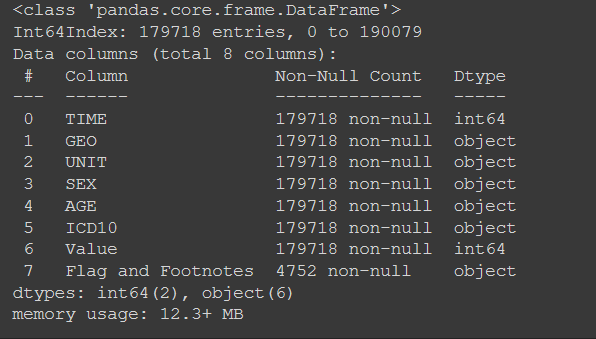 <class 'pandas.core.frame.DataFrame'>
Int64Index: 179718 entries, 0 to 190079
Data columns (total 8 columns):
 #   Column              Non-Null Count   Dtype
---  ------              --------------   -----
 0   TIME                179718 non-null  int64
 1   GEO                 179718 non-null  object
 2   UNIT                179718 non-null  object
 3   SEX                 179718 non-null  object
 4   AGE                 179718 non-null  object
 5   ICD10               179718 non-null  object
 6   Value               179718 non-null  int64
 7   Flag and Footnotes  4752 non-null    object
dtypes: int64(2), object(6)
memory usage: 12.3+ MB